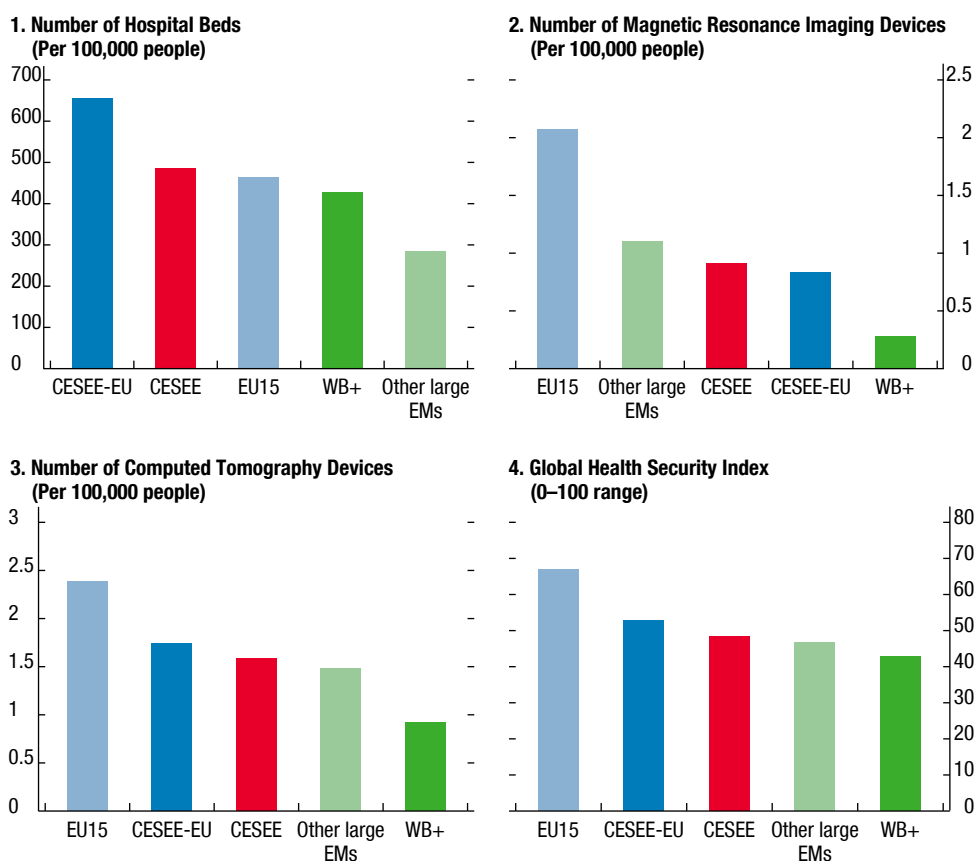 1. Number of Hospital Beds
(Per 100,000 people)
700
600
500
400
300
200
100
0
CESEE-EU CESEE EU15 WB+ Other large
EMs
2. Number of Magnetic Resonance Imaging Devices
(Per 100,000 people)
2.5
2
1.5
1
0.5
0
EU15 Other large CESEE CESEE-EU WB+
EMs
3. Number of Computed Tomography Devices
(Per 100,000 people)
3
2.5
2
1.5
1
0.5
0
EU15 CESEE-EU CESEE Other large WB+
EMs
4. Global Health Security Index
(0–100 range)
80
70
60
50
40
30
20
10
0
EU15 CESEE-EU CESEE Other large WB+
EMs